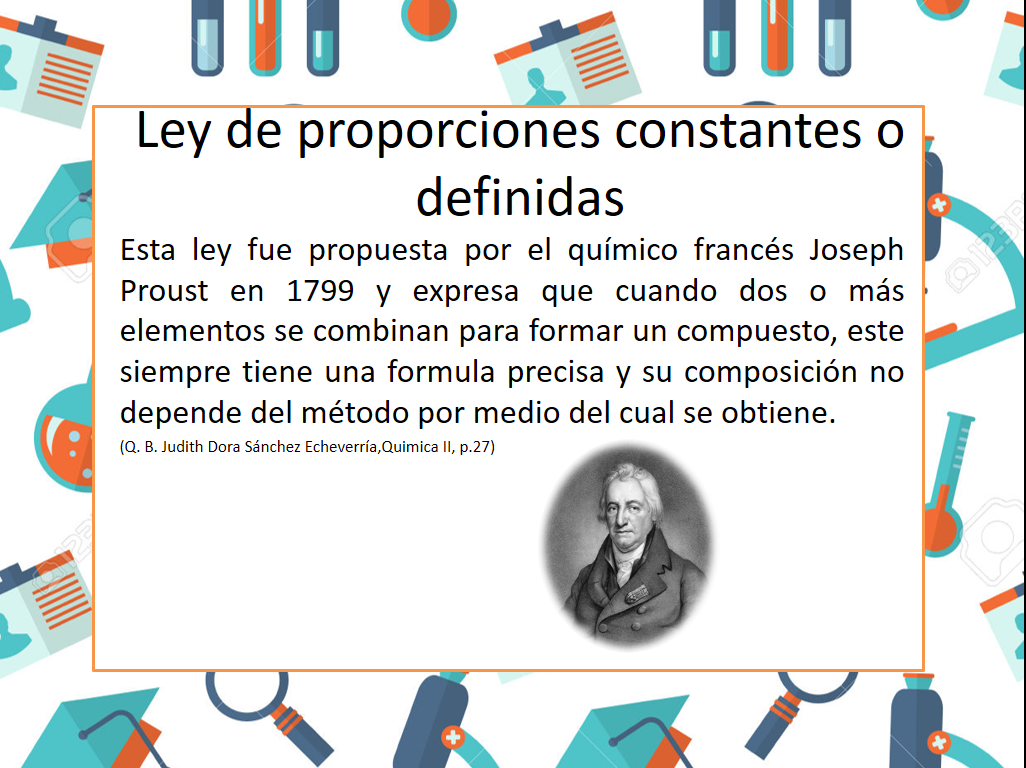 Ley de proporciones constantes o
definidas
Esta ley fue propuesta por el químico francés Joseph
Proust en 1799 y expresa que cuando dos o más
elementos se combinan para formar un compuesto, este
siempre tiene una formula precisa y su composición no
depende del método por medio del cual se obtiene.
(Q. B. Judith Dora Sánchez Echeverría,Quimica II, p.27)